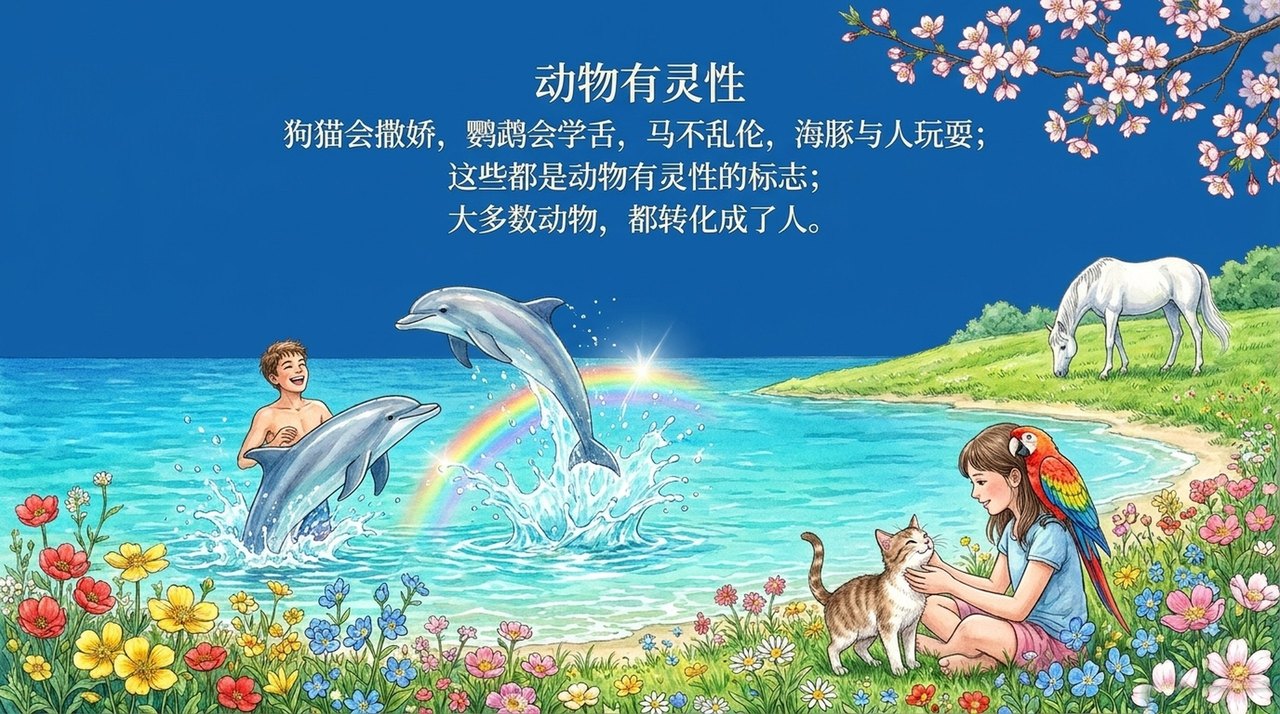 动物有灵性
狗猫会撒娇，鹦鹉会学舌，马不乱伦，海豚与人玩耍；
这些都是动物有灵性的标志；
大多数动物，都转化成了人。